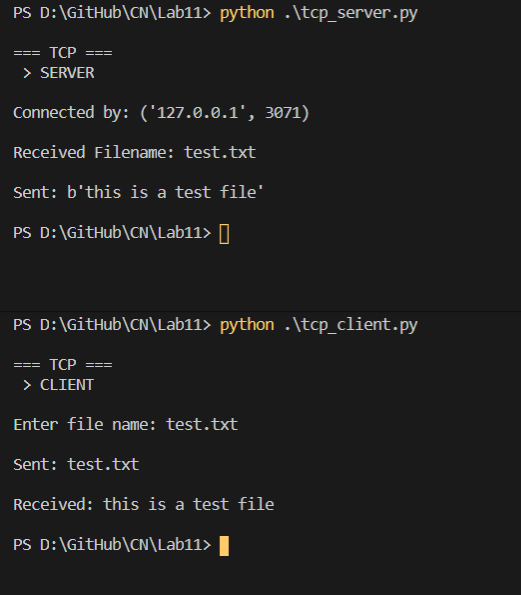 PS D:\GitHub\CN\Lab11> python .\tcp_server.py
=== TCP ===
> SERVER
Connected by: ('127.0.0.1', 3071)
Received Filename: test.txt
Sent: b'this is a test file'
PS D:\GitHub\CN\Lab11>
PS D:\GitHub\CN\Lab11> python .\tcp_client.py
=== TCP ===
> CLIENT
Enter file name: test.txt
Sent: test.txt
Received: this is a test file
PS D:\GitHub\CN\Lab11>